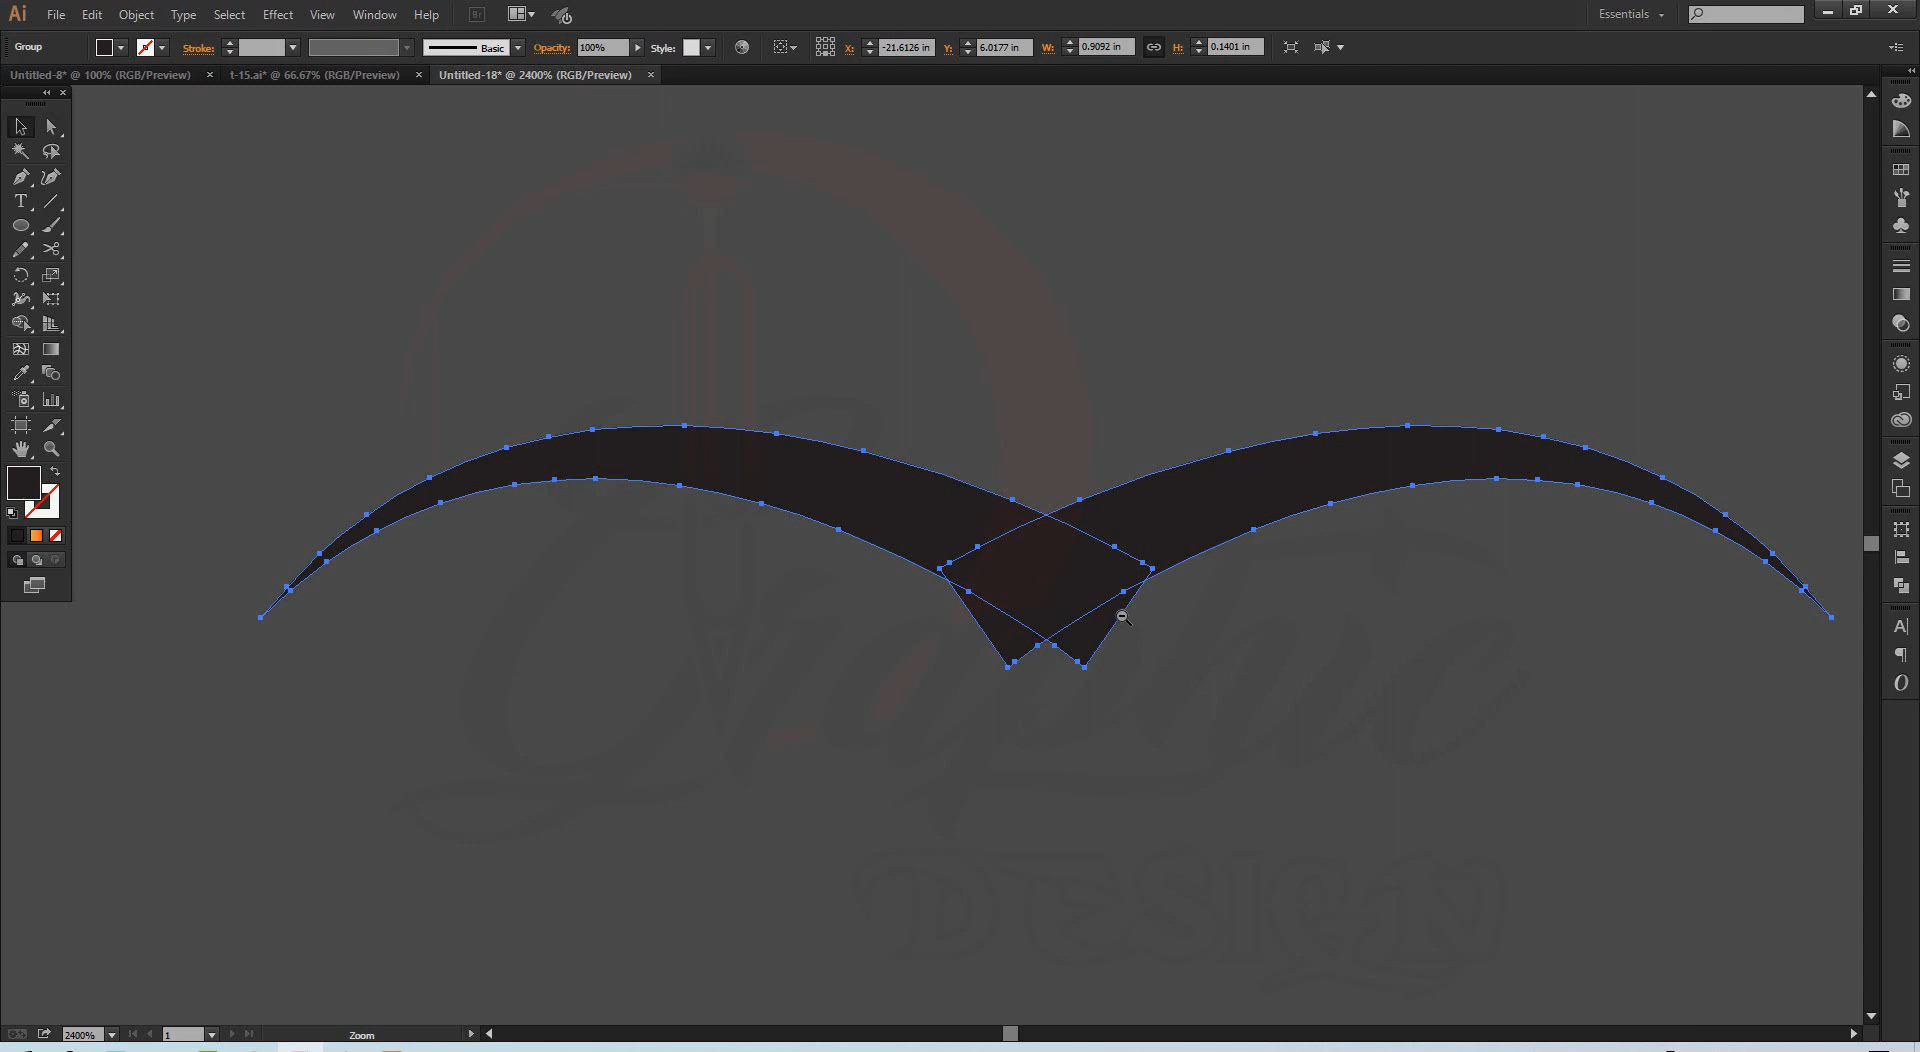 Ai File Edit Object Type Select Effect View Window Help Br Essentials
Group Stroke: Basic Opacity: 100% Style: X: -21.6126 in Y: 6.0177 in W: 0.9092 in H: 0.1401 in
Untitled-8* @ 100% (RGB/Preview) × t-15.ai* @ 66.67% (RGB/Preview) × Untitled-18* @ 2400% (RGB/Preview) ×
DESIGN
2400% 1 Zoom